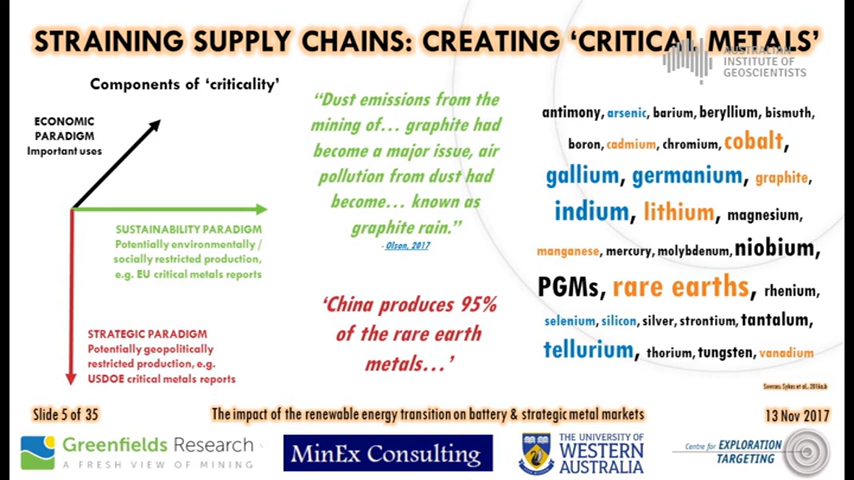 STRAINING SUPPLY CHAINS: CREATING ‘CRITICAL METALS’
AUSTRALIAN
INSTITUTE OF
GEOSCIENTISTS
Components of ‘criticality’
ECONOMIC
PARADIGM
Important uses
SUSTAINABILITY PARADIGM
Potentially environmentally /
socially restricted production,
e.g. EU critical metals reports
STRATEGIC PARADIGM
Potentially geopolitically
restricted production, e.g.
USDOE critical metals reports
“Dust emissions from the
mining of… graphite had
become a major issue, air
pollution from dust had
become… known as
graphite rain.”
- Olson, 2017
‘China produces 95%
of the rare earth
metals…’
antimony, arsenic, barium, beryllium, bismuth,
boron, cadmium, chromium, cobalt,
gallium, germanium, graphite,
indium, lithium, magnesium,
manganese, mercury, molybdenum, niobium,
PGMs, rare earths, rhenium,
selenium, silicon, silver, strontium, tantalum,
tellurium, thorium, tungsten, vanadium
Sources: Sykes et al., 2016a,b
Slide 5 of 35
The impact of the renewable energy transition on battery & strategic metal markets
13 Nov 2017
Greenfields Research
A FRESH VIEW OF MINING
MinEx Consulting
THE UNIVERSITY OF
WESTERN
AUSTRALIA
Centre for EXPLORATION
TARGETING